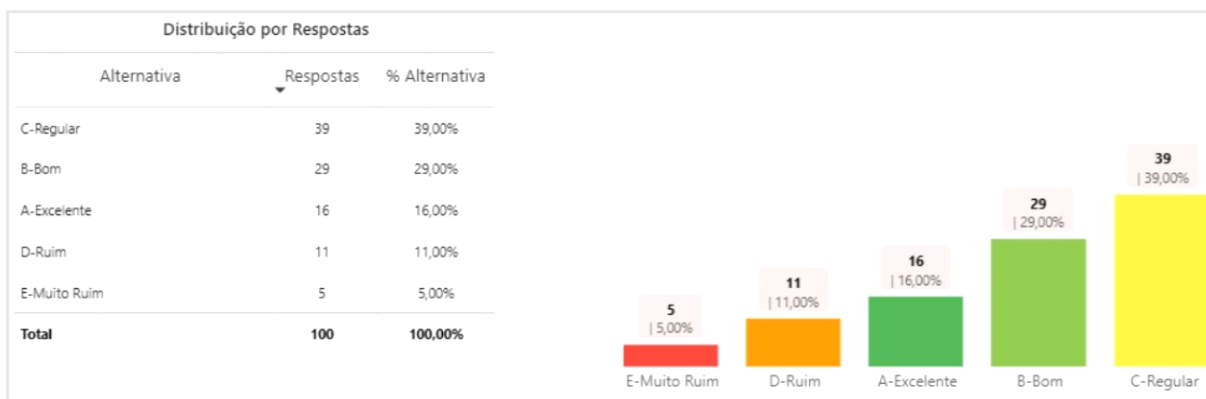 Distribuição por Respostas
Alternativa Respostas % Alternativa
C-Regular 39 39,00%
B-Bom 29 29,00%
A-Excelente 16 16,00%
D-Ruim 11 11,00%
E-Muito Ruim 5 5,00%
Total 100 100,00%
5
| 5,00%
11
| 11,00%
16
| 16,00%
29
| 29,00%
39
| 39,00%
E-Muito Ruim D-Ruim A-Excelente B-Bom C-Regular